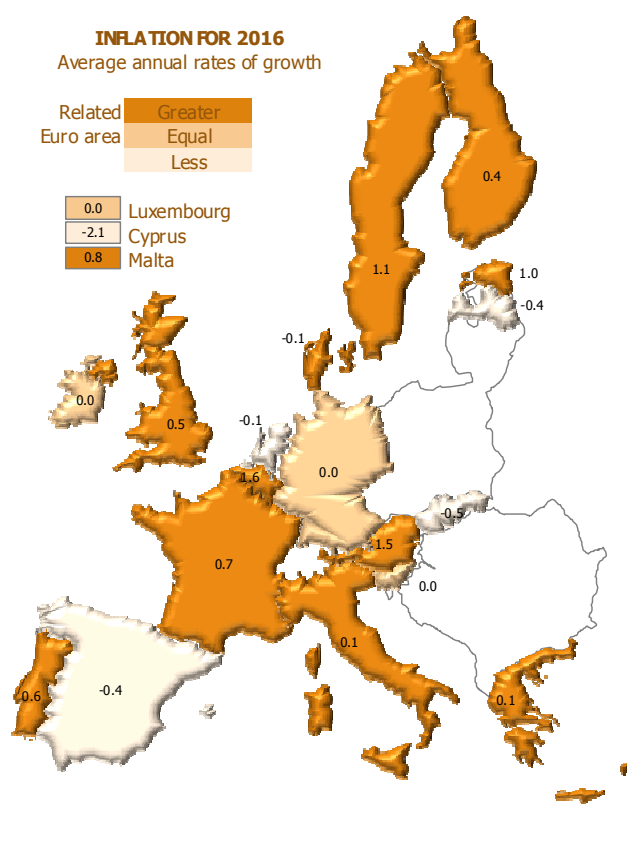 INFLATION FOR 2016
Average annual rates of growth
Related Greater
Euro area Equal
Less
0.0 Luxembourg
-2.1 Cyprus
0.8 Malta
0.4
1.1
1.0
-0.4
-0.1
0.0
0.5
-0.1
0.0
1.6
-0.5
1.5
0.7
0.0
0.1
-0.4
0.6
0.1